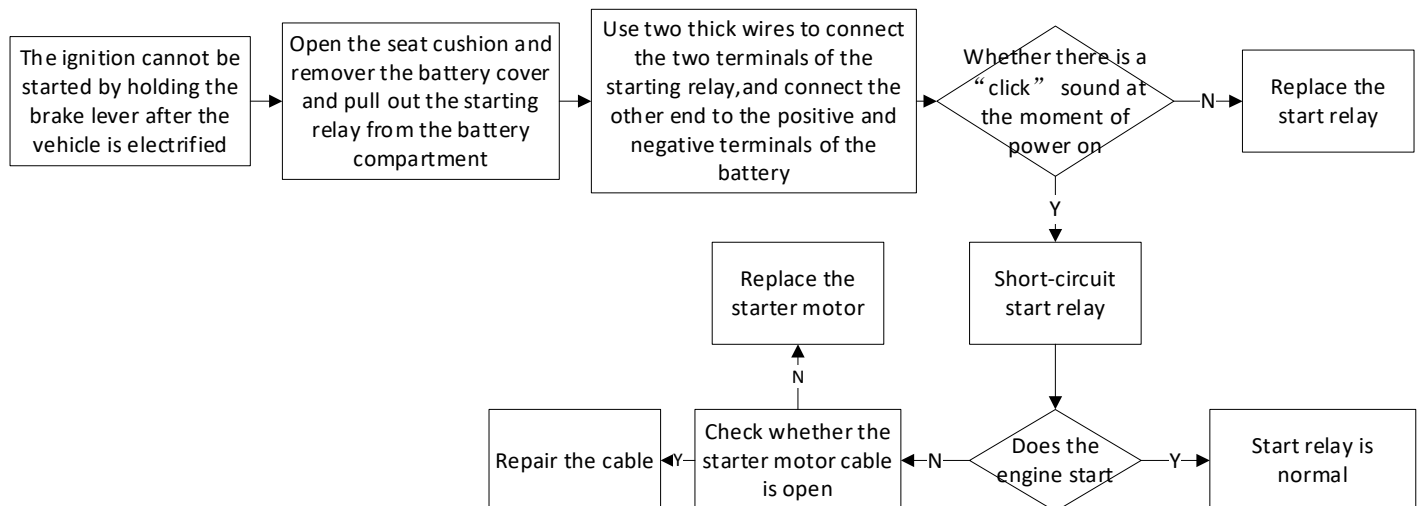 The ignition cannot be
started by holding the
brake lever after the
vehicle is electrified
Open the seat cushion and
remover the battery cover
and pull out the starting
relay from the battery
compartment
Use two thick wires to connect
the two terminals of the
starting relay,and connect the
other end to the positive and
negative terminals of the
battery
Whether there is a
“click” sound at
the moment of
power on
N
Replace the
start relay
Y
Short-circuit
start relay
Does the
engine start
Y
Start relay is
normal
N
Check whether the
starter motor cable
is open
N
Replace the
starter motor
Y
Repair the cable